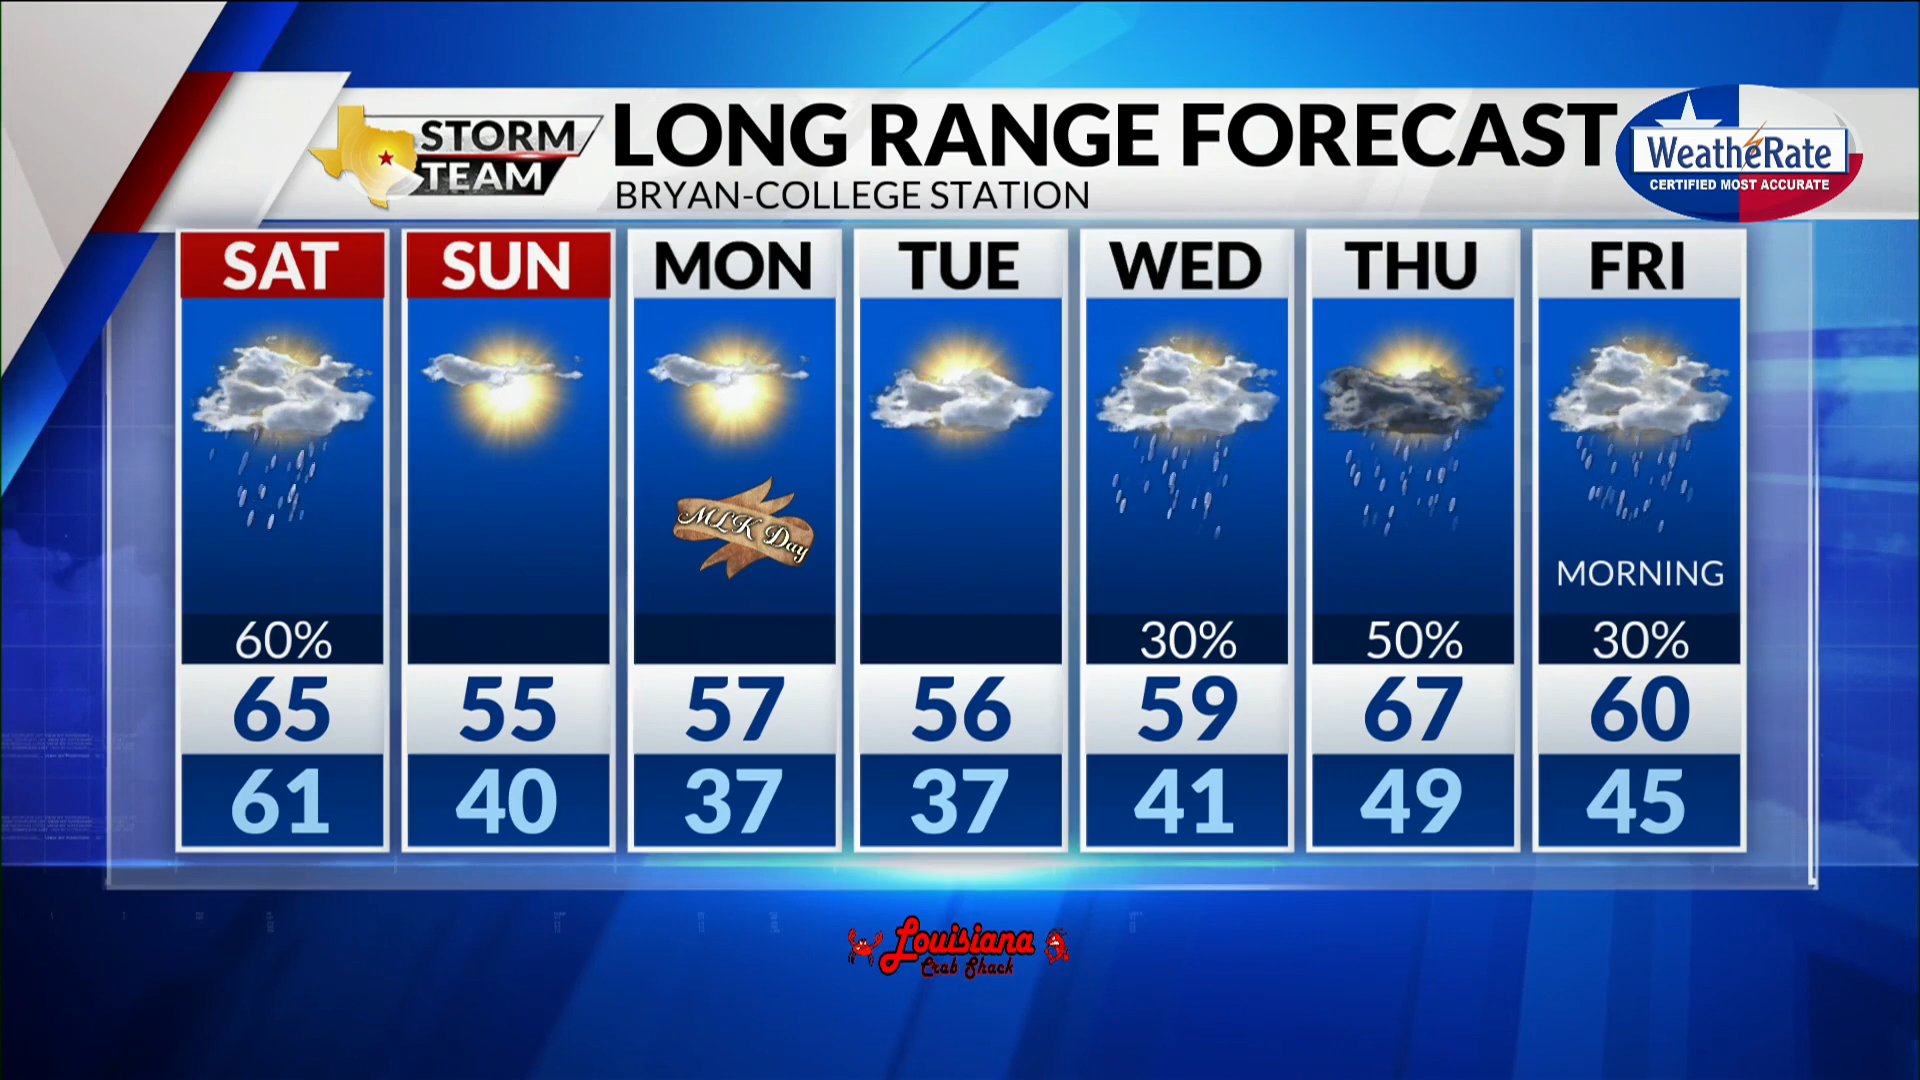 STORM
TEAM
LONG RANGE FORECAST
BRYAN-COLLEGE STATION
WeatheRate
CERTIFIED MOST ACCURATE
SAT SUN MON TUE WED THU FRI
MLK Day
MORNING
60% 30% 50% 30%
65 55 57 56 59 67 60
61 40 37 37 41 49 45
Louisiana
Crab Shack